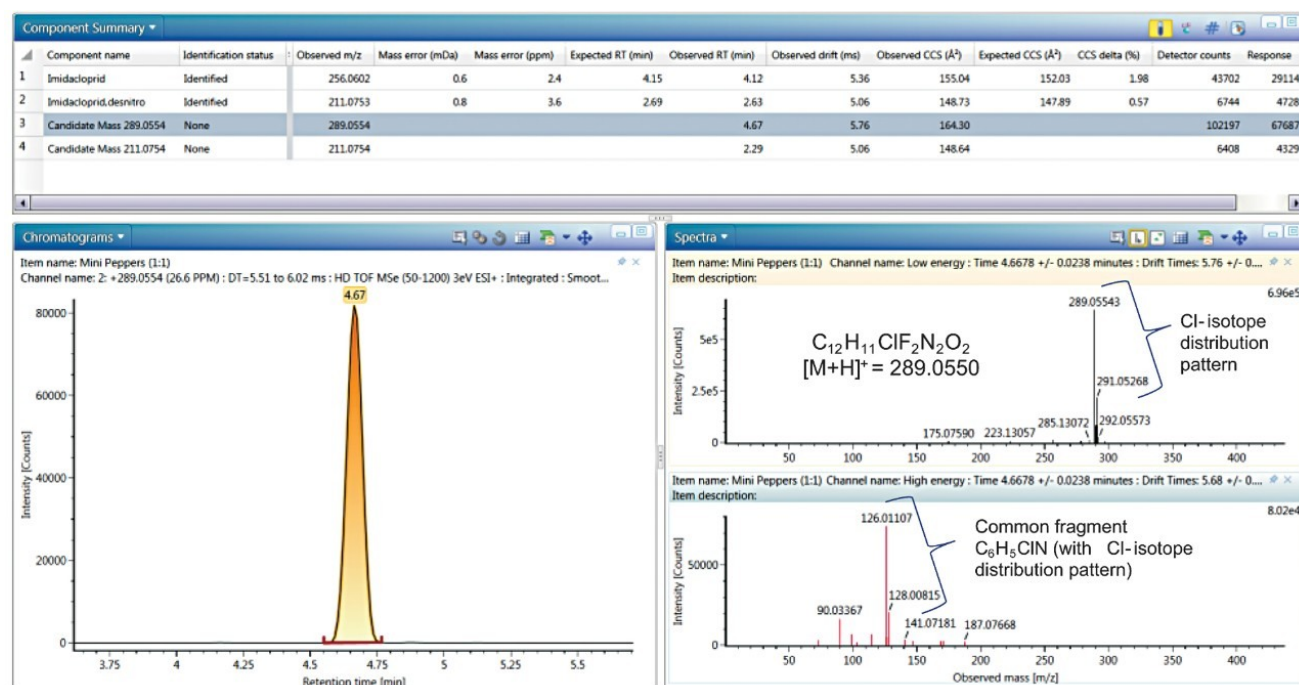 Component Summary
Component name Identification status Observed m/z Mass error (mDa) Mass error (ppm) Expected RT (min) Observed RT (min) Observed drift (ms) Observed CCS (Å²) Expected CCS (Å²) CCS delta (%) Detector counts Response
1 Imidacloprid Identified 256.0602 0.6 2.4 4.15 4.12 5.36 155.04 152.03 1.98 43702 29114
2 Imidacloprid.desnitro Identified 211.0753 0.8 3.6 2.69 2.63 5.06 148.73 147.89 0.57 6744 4728
3 Candidate Mass 289.0554 None 289.0554 4.67 5.76 164.30 102197 67687
4 Candidate Mass 211.0754 None 211.0754 2.29 5.06 148.64 6408 4329
Chromatograms
Item name: Mini Peppers (1:1)
Channel name: 2: +289.0554 (26.6 PPM) : DT=5.51 to 6.02 ms : HD TOF MSe (50-1200) 3eV ESI+ : Integrated : Smoot...
4.67
80000
60000
40000
20000
0
Intensity [Counts]
3.75 4 4.25 4.5 4.75 5 5.25 5.5
Retention time [min]
Spectra
Item name: Mini Peppers (1:1) Channel name: Low energy : Time 4.6678 +/- 0.0238 minutes : Drift Times: 5.76 +/- 0....
Item description:
6.96e5
289.05543
Cl-isotope
distribution
pattern
C₁₂H₁₁ClF₂N₂O₂
[M+H]⁺ = 289.0550
5e5
2.5e5
0
Intensity [Counts]
291.05268
285.13072
292.05573
223.13057
175.07590
50 100 150 200 250 300 350 400
Item name: Mini Peppers (1:1) Channel name: High energy : Time 4.6678 +/- 0.0238 minutes : Drift Times: 5.68 +/- 0....
Item description:
8.02e4
126.01107
Common fragment
C₆H₅ClN (with Cl-isotope
distribution pattern)
50000
0
Intensity [Counts]
128.00815
90.03367
141.07181
187.07668
50 100 150 200 250 300 350 400
Observed mass [m/z]